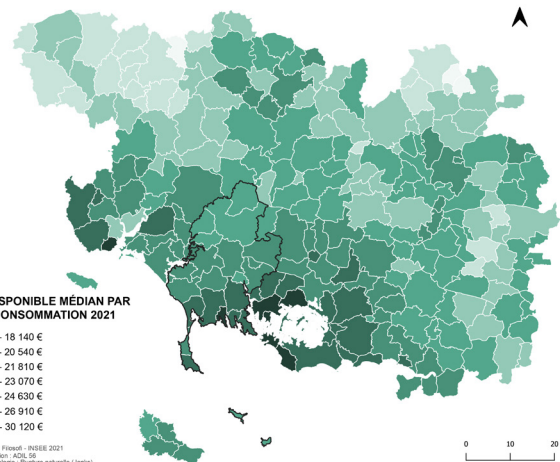 SPONIBLE MÉDIAN PAR
ONSOMMATION 2021
- 18 140 €
- 20 540 €
- 21 810 €
- 23 070 €
- 24 630 €
- 26 910 €
- 30 120 €
Filosofi - INSEE 2021
ion : ADIL 56
0 10 20